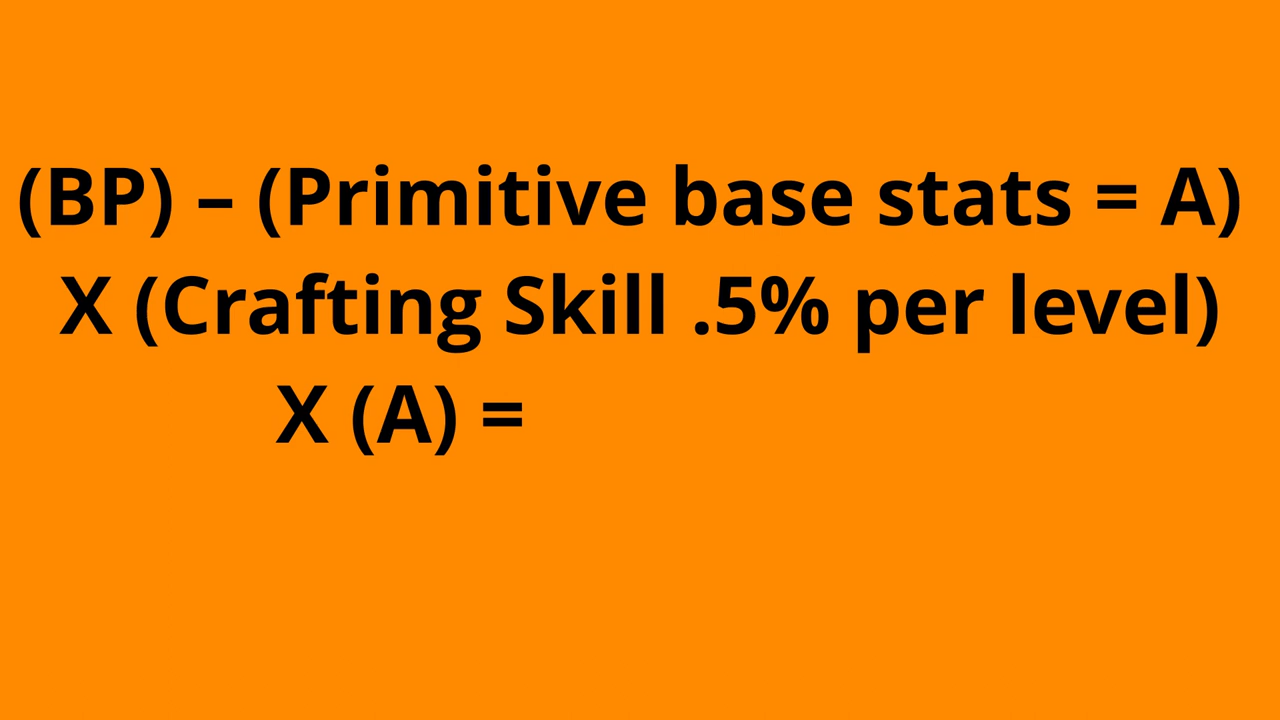 (BP) – (Primitive base stats = A)
X (Crafting Skill .5% per level)
X (A) =